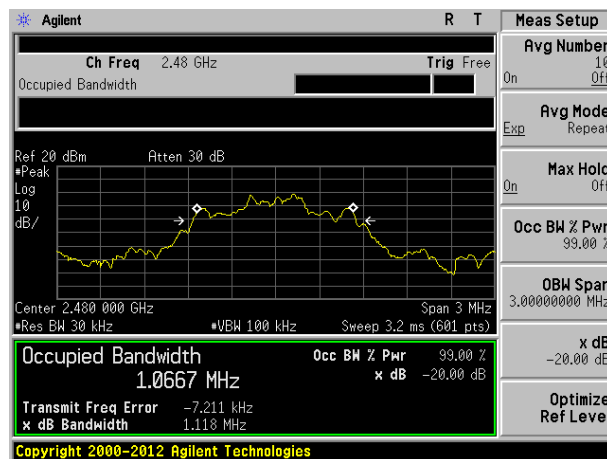 Agilent R T Meas Setup
Avg Number
10
On Off
Ch Freq 2.48 GHz Trig Free
Occupied Bandwidth
Avg Mode
Exp Repeat
Ref 20 dBm Atten 30 dB
#Peak
Log
10
dB/
Max Hold
On Off
Occ BW % Pwr
99.00 %
OBW Span
3.00000000 MHz
Center 2.480 000 GHz Span 3 MHz
#Res BW 30 kHz #VBW 100 kHz Sweep 3.2 ms (601 pts)
x dB
-20.00 dB
Optimize
Ref Level
Occupied Bandwidth Occ BW % Pwr 99.00 %
1.0667 MHz x dB -20.00 dB
Transmit Freq Error -7.211 kHz
x dB Bandwidth 1.118 MHz
Copyright 2000-2012 Agilent Technologies